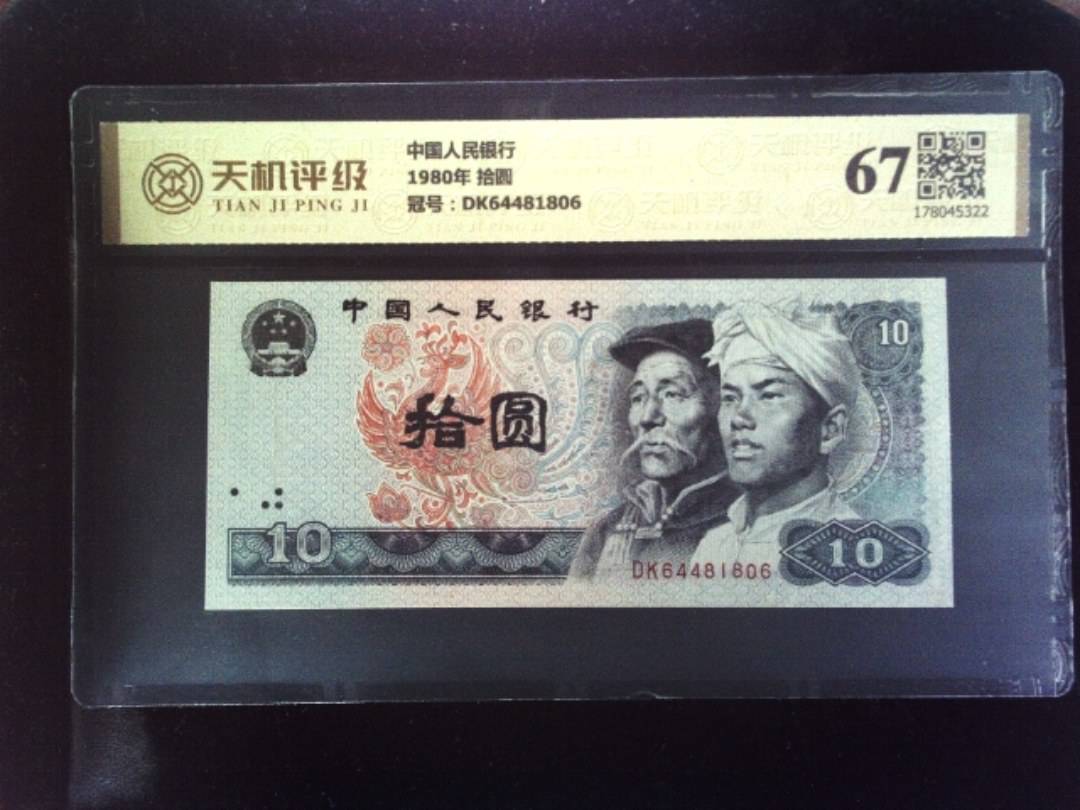 天机评级
TIAN JI PING JI
中国人民银行
1980年 拾圆
冠号：DK64481806
67
178045322
中国人民银行
10
拾圆
10
DK64481806
10